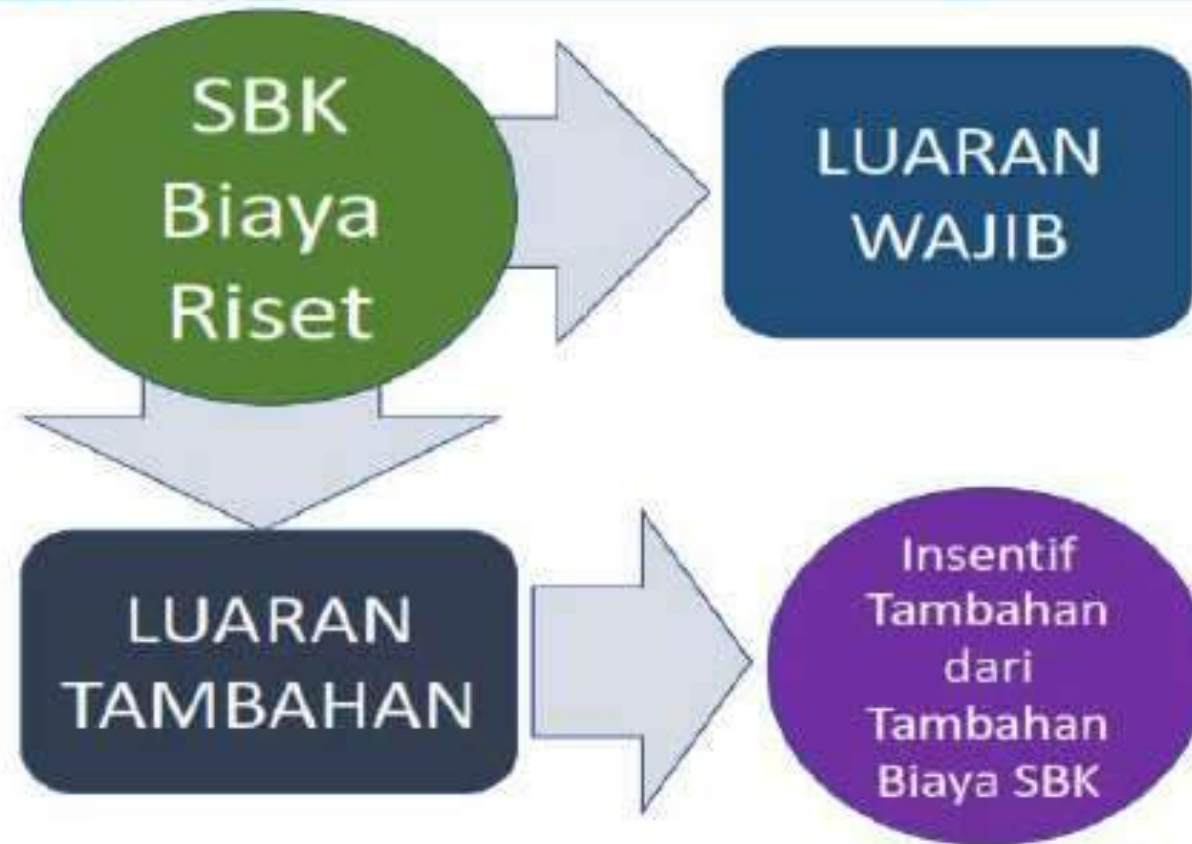 SBK
Biaya
Riset
LUARAN
WAJIB
LUARAN
TAMBAHAN
Insentif
Tambahan
dari
Tambahan
Biaya SBK